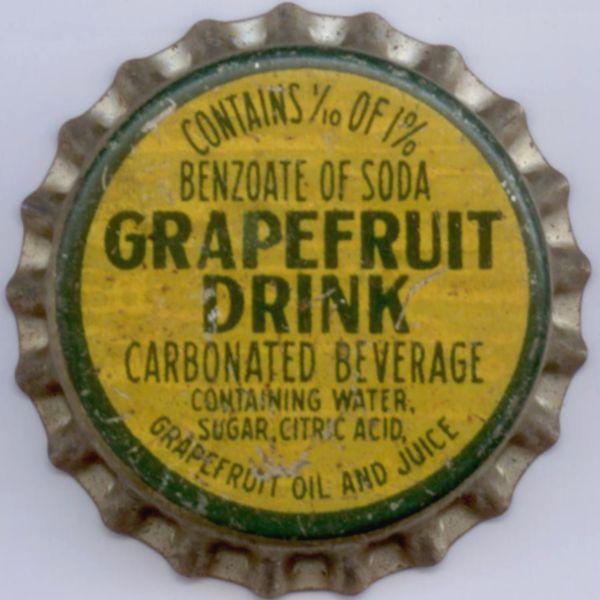 CONTAINS 1/10 OF 1%
BENZOATE OF SODA
GRAPEFRUIT
DRINK
CARBONATED BEVERAGE
CONTAINING WATER,
SUGAR, CITRIC ACID,
GRAPEFRUIT OIL AND JUICE